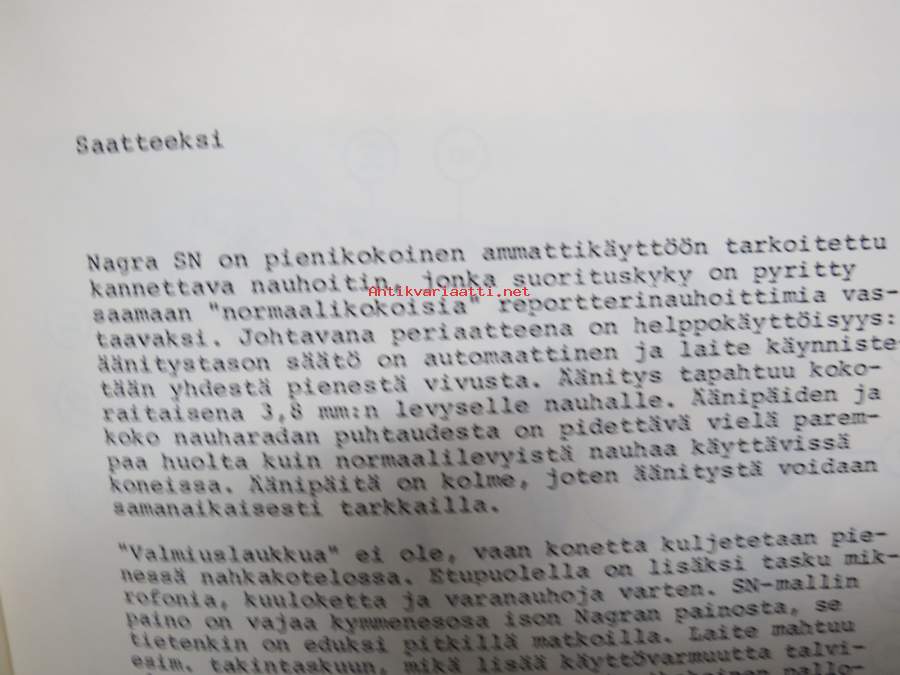 Saatteeksi
Nagra SN on pienikokoinen ammattikäyttöön tarkoitettu
kannettava nauhoitin, jonka suorituskyky on pyritty
Antikvariaatti.net
saamaan "normaalikokoisia" reportterinauhoittimia vas-
taavaksi. Johtavana periaatteena on helppokäyttöisyys:
äänitystason säätö on automaattinen ja laite käynniste-
tään yhdestä pienestä vivusta. Äänitys tapahtuu koko-
raitaisena 3,8 mm:n levyselle nauhalle. Äänipäiden ja
koko nauharadan puhtaudesta on pidettävä vielä parem-
paa huolta kuin normaalilevyistä nauhaa käyttävissä
koneissa. Äänipäitä on kolme, joten äänitystä voidaan
samanaikaisesti tarkkailla.
"Valmiuslaukkua" ei ole, vaan konetta kuljetetaan pie-
nessä nahkakotelossa. Etupuolella on lisäksi tasku mik-
rofonia, kuuloketta ja varanauhoja varten. SN-mallin
paino on vajaa kymmenesosa ison Nagran painosta, se
tietenkin on eduksi pitkillä matkoilla. Laite mahtuu
esim. takintaskuun, mikä lisää käyttövarmuutta talvi-